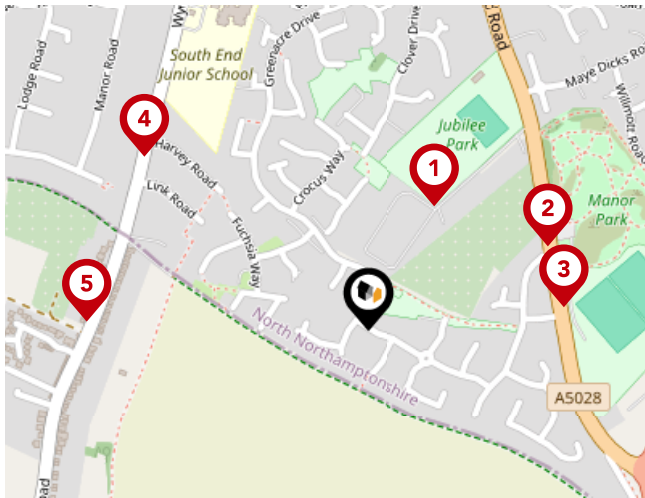 Lodge Road
Manor Road
Wy
South End
Junior School
Greenacre Drive
Clover Drive
Road
Maye Dicks Ro
Willmott Road
Jubilee
Park
4
Harvey Road
Link Road
Crocus Way
1
2
Manor
Park
Fuchsia Way
3
5
North Northamptonshire
A5028
oad